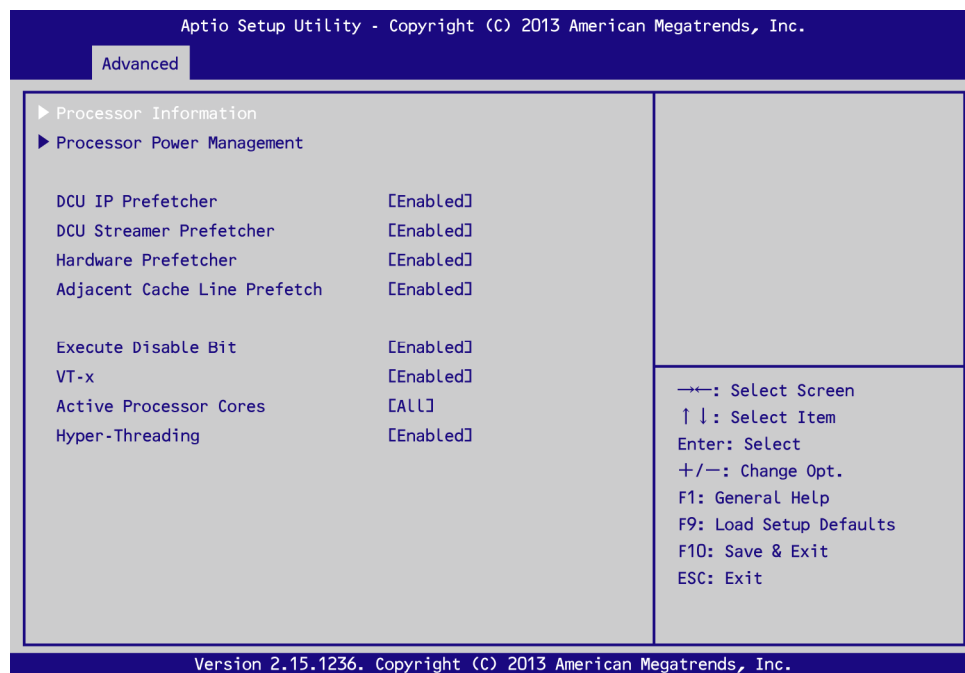 Aptio Setup Utility - Copyright (C) 2013 American Megatrends, Inc.
Advanced
▶ Processor Information
▶ Processor Power Management
DCU IP Prefetcher [Enabled]
DCU Streamer Prefetcher [Enabled]
Hardware Prefetcher [Enabled]
Adjacent Cache Line Prefetch [Enabled]
Execute Disable Bit [Enabled]
VT-x [Enabled]
Active Processor Cores [All]
Hyper-Threading [Enabled]
→←: Select Screen
↑↓: Select Item
Enter: Select
+/-: Change Opt.
F1: General Help
F9: Load Setup Defaults
F10: Save & Exit
ESC: Exit
Version 2.15.1236. Copyright (C) 2013 American Megatrends, Inc.